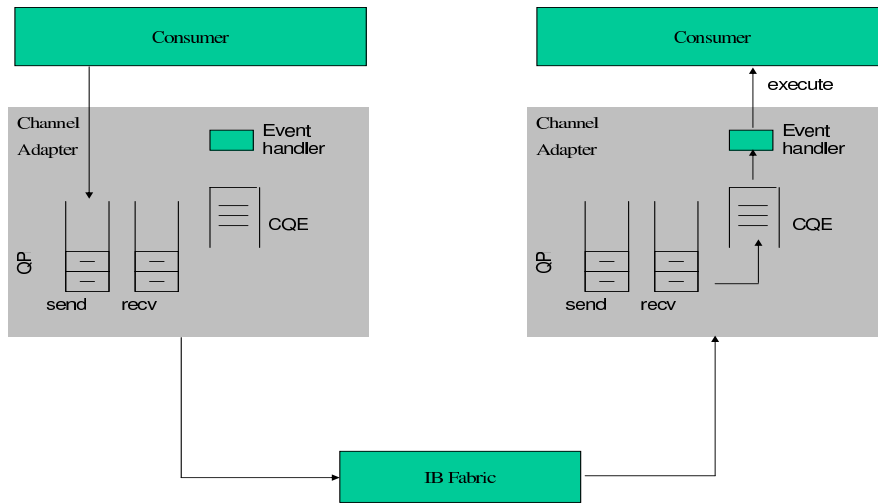 Consumer
Channel
Adapter
Event
handler
CQE
QP
send
recv
Consumer
execute
Channel
Adapter
Event
handler
CQE
QP
send
recv
IB Fabric